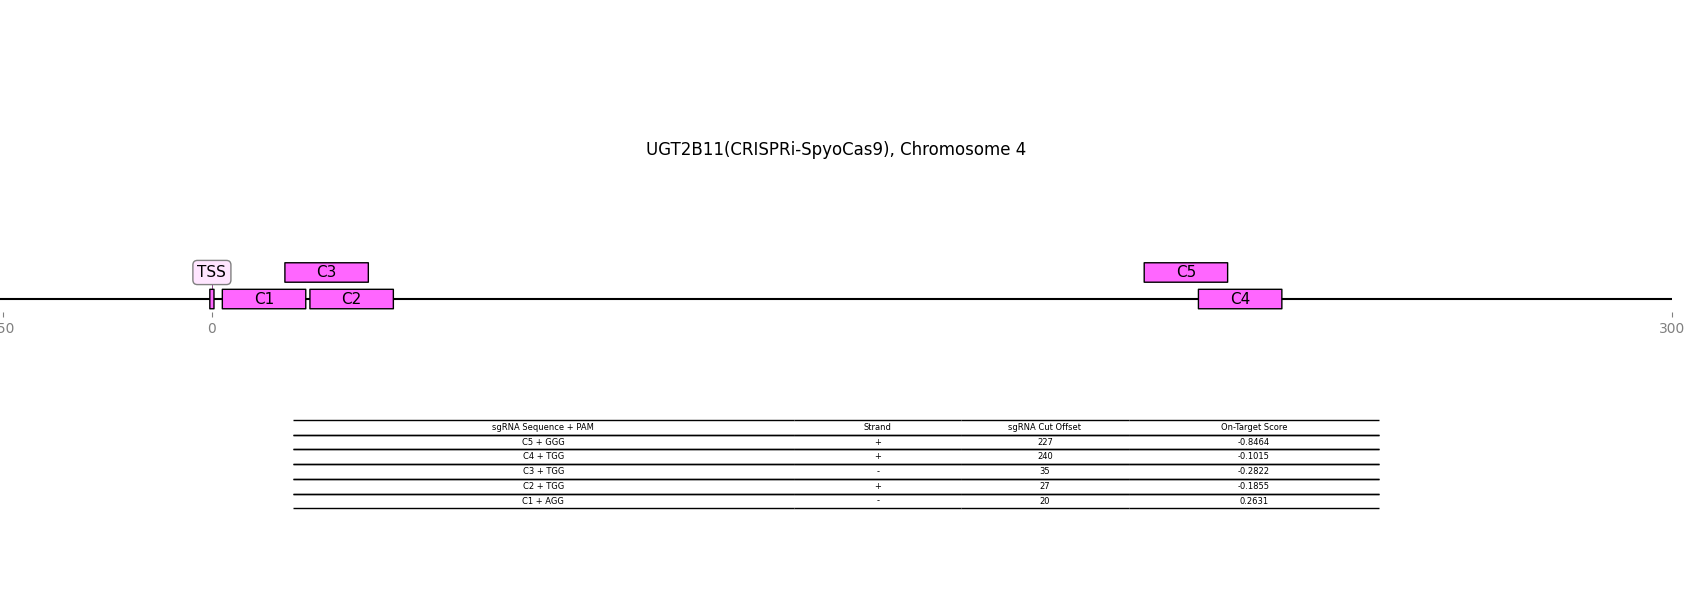 UGT2B11(CRISPRi-SpyoCas9), Chromosome 4
TSS C3 C5
C1 C2 C4
50 0 300
sgRNA Sequence + PAM Strand sgRNA Cut Offset On-Target Score
C5 + GGG + 227 -0.8464
C4 + TGG + 240 -0.1015
C3 + TGG - 35 -0.2822
C2 + TGG + 27 -0.1855
C1 + AGG - 20 0.2631